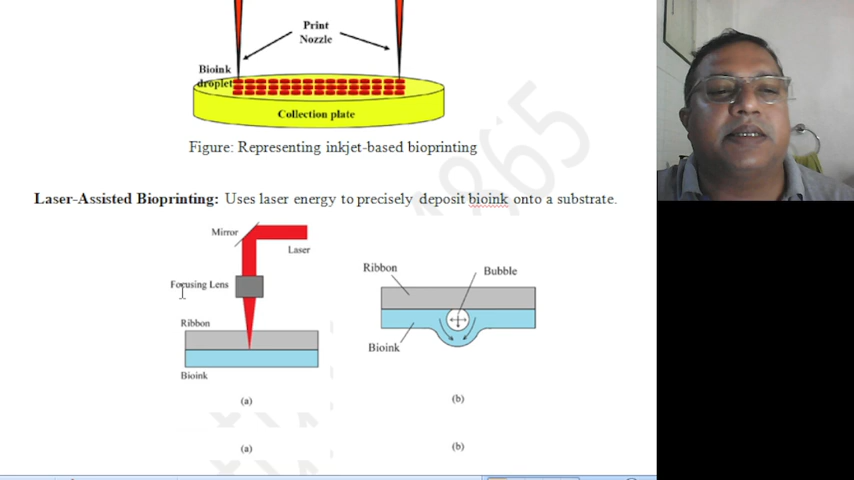 Print
Nozzle
Bioink
droplet
Collection plate
Figure: Representing inkjet-based bioprinting
Laser-Assisted Bioprinting: Uses laser energy to precisely deposit bioink onto a substrate.
Mirror
Laser
Focusing Lens
Ribbon
Bioink
(a)
Ribbon
Bubble
Bioink
(b)
(a)
(b)
1865